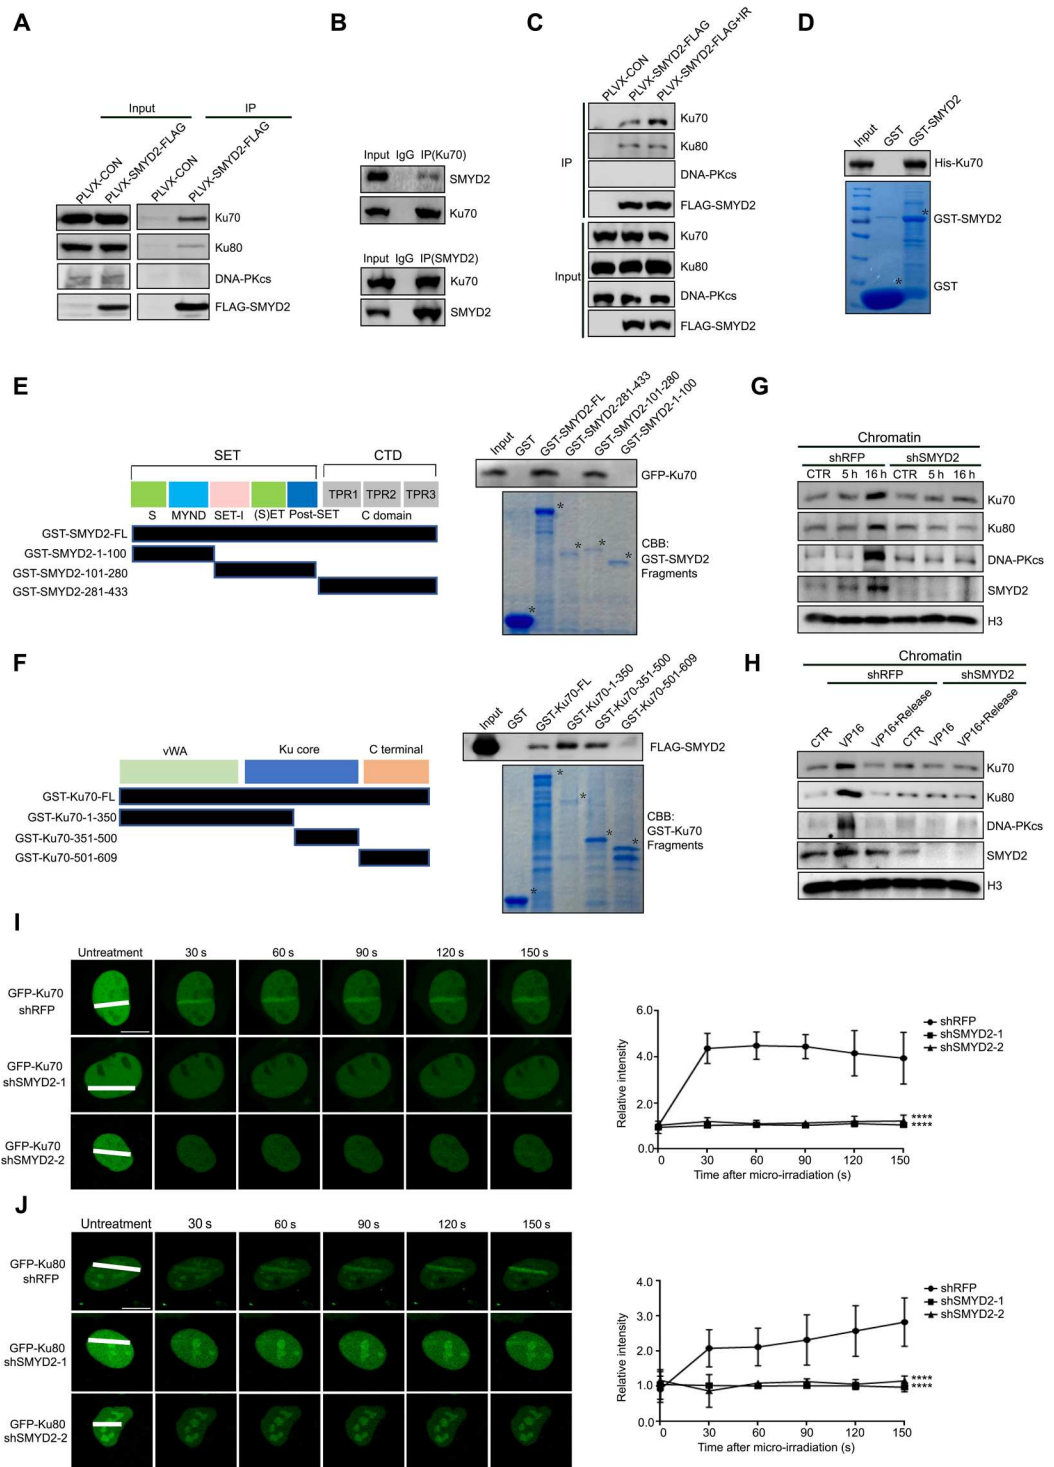 A
Input
IP
PLVX-CON
PLVX-SMYD2-FLAG
PLVX-CON
PLVX-SMYD2-FLAG
Ku70
Ku80
DNA-PKcs
FLAG-SMYD2
B
Input IgG IP(Ku70)
SMYD2
Ku70
Input IgG IP(SMYD2)
Ku70
SMYD2
C
PLVX-CON
PLVX-SMYD2-FLAG
PLVX-SMYD2-FLAG+IR
IP
Ku70
Ku80
DNA-PKcs
FLAG-SMYD2
Input
Ku70
Ku80
DNA-PKcs
FLAG-SMYD2
D
Input
GST
GST-SMYD2
His-Ku70
*
GST-SMYD2
*
GST
E
SET
CTD
TPR1 TPR2 TPR3
S MYND SET-I (S)ET Post-SET C domain
GST-SMYD2-FL
GST-SMYD2-1-100
GST-SMYD2-101-280
GST-SMYD2-281-433
Input
GST
GST-SMYD2-FL
GST-SMYD2-281-433
GST-SMYD2-101-280
GST-SMYD2-1-100
GFP-Ku70
* * * * *
CBB:
GST-SMYD2
Fragments
F
vWA Ku core C terminal
GST-Ku70-FL
GST-Ku70-1-350
GST-Ku70-351-500
GST-Ku70-501-609
Input
GST
GST-Ku70-FL
GST-Ku70-1-350
GST-Ku70-351-500
GST-Ku70-501-609
FLAG-SMYD2
* * * * *
CBB:
GST-Ku70
Fragments
G
Chromatin
shRFP shSMYD2
CTR 5 h 16 h CTR 5 h 16 h
Ku70
Ku80
DNA-PKcs
SMYD2
H3
H
Chromatin
shRFP shSMYD2
CTR
VP16
VP16+Release
CTR
VP16
VP16+Release
Ku70
Ku80
DNA-PKcs
SMYD2
H3
I
Untreatment 30 s 60 s 90 s 120 s 150 s
GFP-Ku70
shRFP
GFP-Ku70
shSMYD2-1
GFP-Ku70
shSMYD2-2
Relative intensity
6.0
4.0
2.0
0.0
0 30 60 90 120 150
Time after micro-irradiation (s)
shRFP
shSMYD2-1
shSMYD2-2
****
****
J
Untreatment 30 s 60 s 90 s 120 s 150 s
GFP-Ku80
shRFP
GFP-Ku80
shSMYD2-1
GFP-Ku80
shSMYD2-2
Relative intensity
4.0
3.0
2.0
1.0
0.0
0 30 60 90 120 150
Time after micro-irradiation (s)
shRFP
shSMYD2-1
shSMYD2-2
****
****